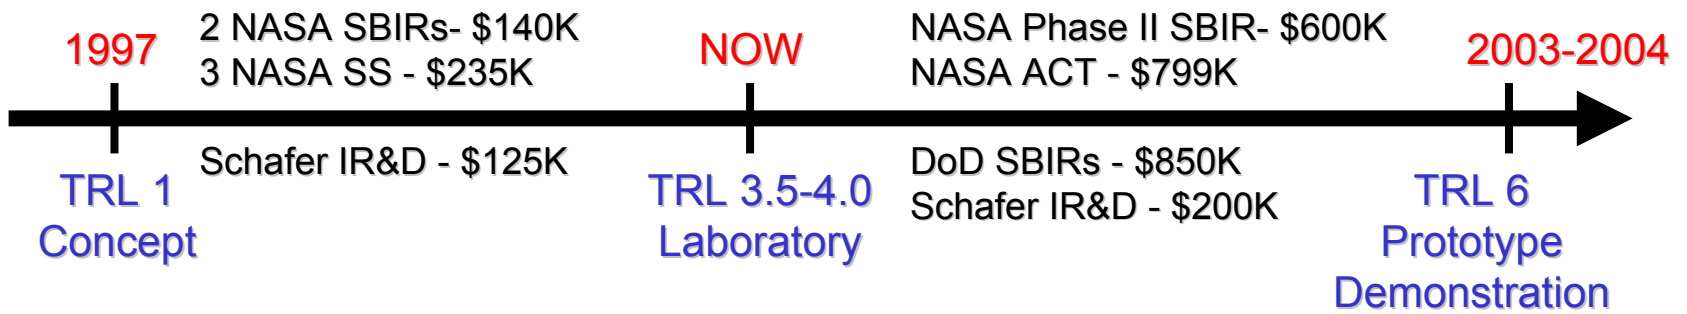 1997
2 NASA SBIRs- $140K
3 NASA SS - $235K
NOW
NASA Phase II SBIR- $600K
NASA ACT - $799K
2003-2004
TRL 1
Concept
Schafer IR&D - $125K
TRL 3.5-4.0
Laboratory
DoD SBIRs - $850K
Schafer IR&D - $200K
TRL 6
Prototype
Demonstration